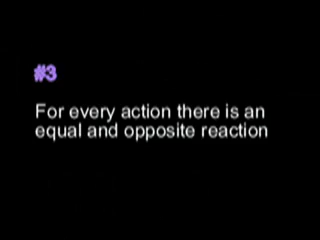 #3
For every action there is an
equal and opposite reaction